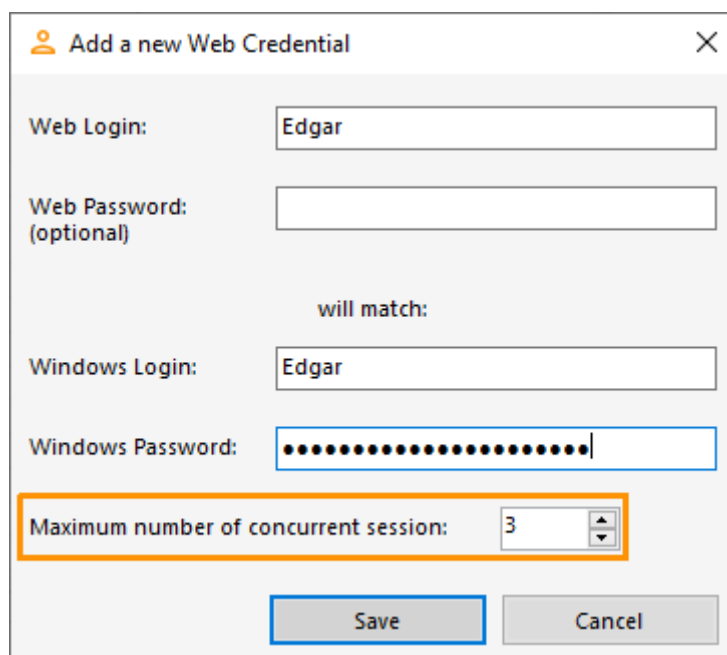 Add a new Web Credential
Web Login:
Edgar
Web Password:
(optional)
will match:
Windows Login:
Edgar
Windows Password:
●●●●●●●●●●●●●●●●●●●●●●
Maximum number of concurrent session:
3
Save
Cancel